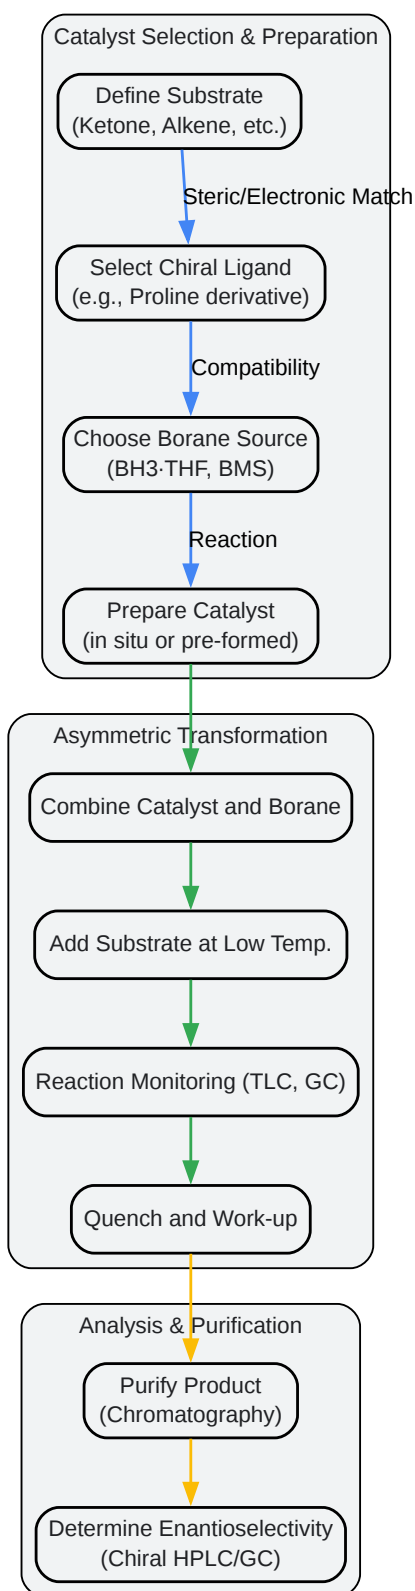 Catalyst Selection & Preparation
Define Substrate
(Ketone, Alkene, etc.)
Steric/Electronic Match
Select Chiral Ligand
(e.g., Proline derivative)
Compatibility
Choose Borane Source
(BH3·THF, BMS)
Reaction
Prepare Catalyst
(in situ or pre-formed)
Asymmetric Transformation
Combine Catalyst and Borane
Add Substrate at Low Temp.
Reaction Monitoring (TLC, GC)
Quench and Work-up
Analysis & Purification
Purify Product
(Chromatography)
Determine Enantioselectivity
(Chiral HPLC/GC)